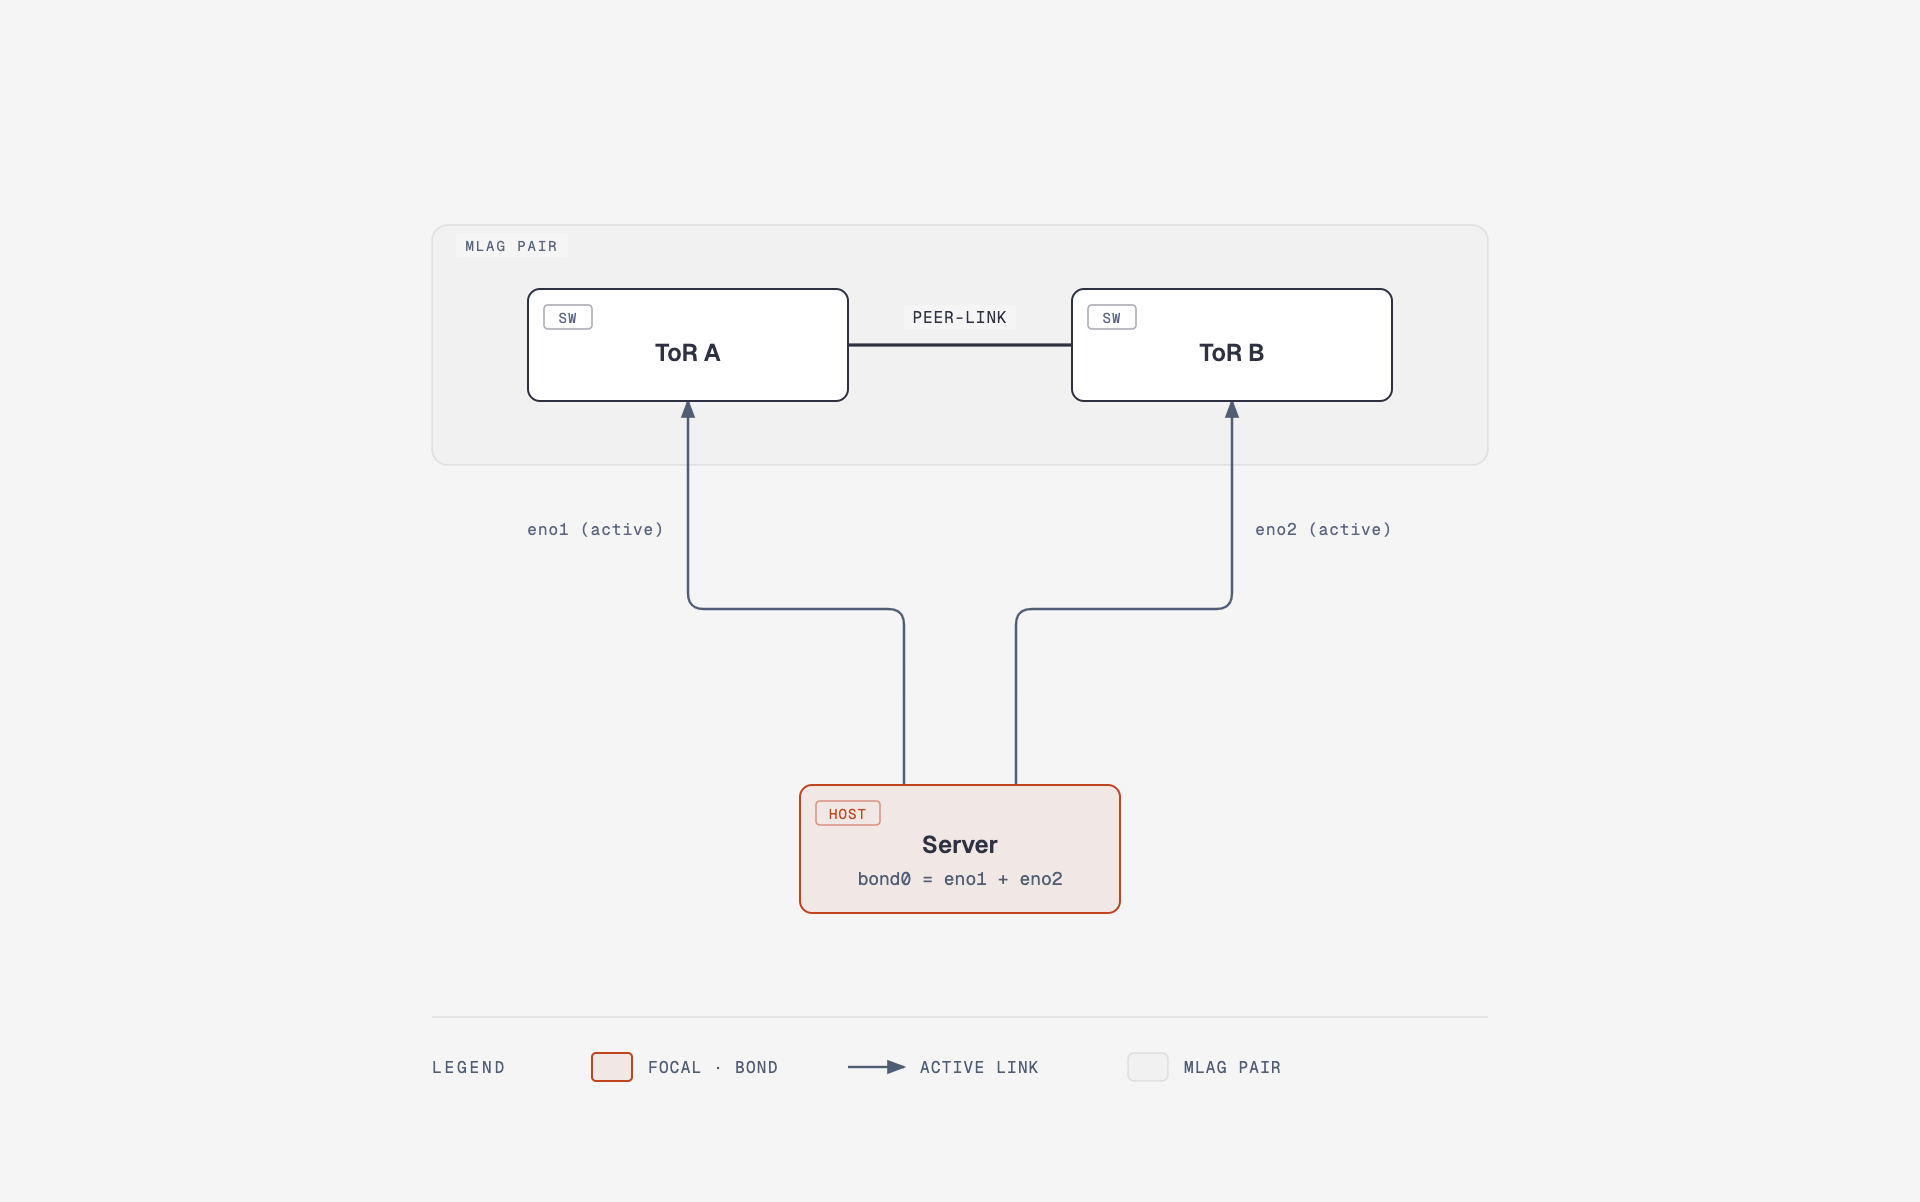 MLAG PAIR
SW
ToR A
PEER-LINK
SW
ToR B
eno1 (active)
eno2 (active)
HOST
Server
bond0 = eno1 + eno2
LEGEND
FOCAL · BOND
ACTIVE LINK
MLAG PAIR